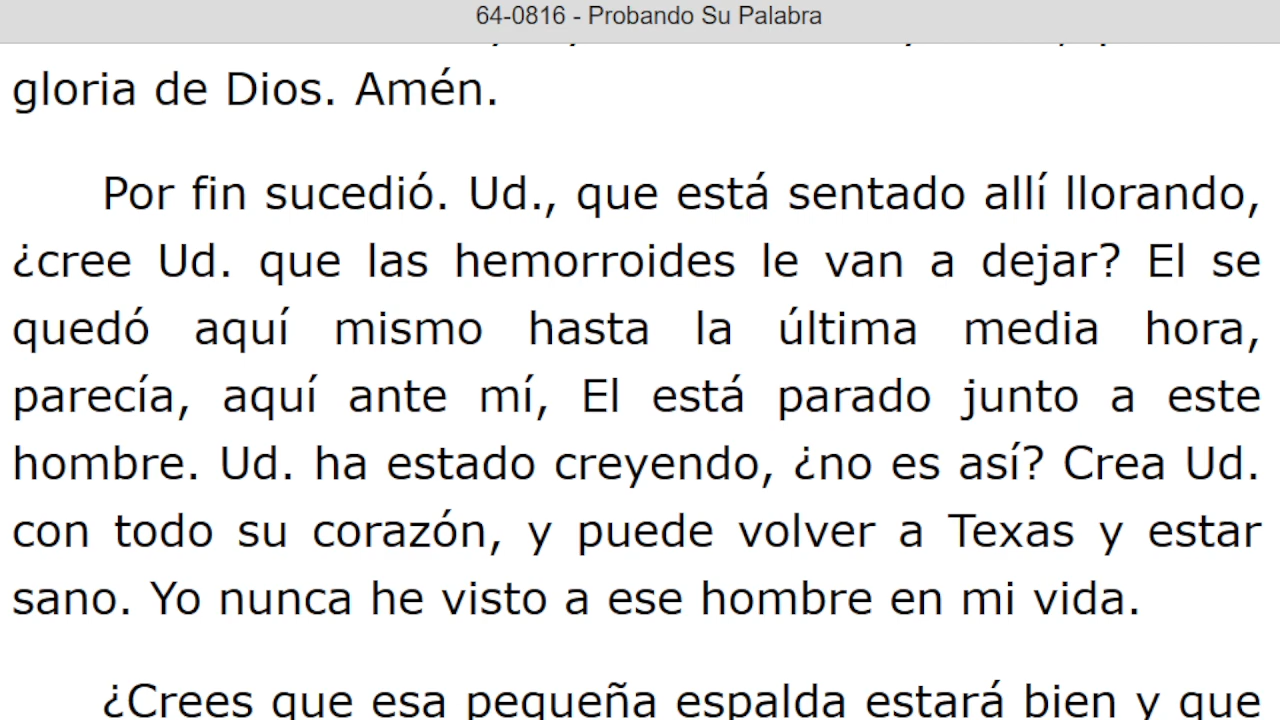 64-0816 - Probando Su Palabra
gloria de Dios. Amén.
Por fin sucedió. Ud., que está sentado allí llorando,
¿cree Ud. que las hemorroides le van a dejar? El se
quedó aquí mismo hasta la última media hora,
parecía, aquí ante mí, El está parado junto a este
hombre. Ud. ha estado creyendo, ¿no es así? Crea Ud.
con todo su corazón, y puede volver a Texas y estar
sano. Yo nunca he visto a ese hombre en mi vida.
¿Crees que esa pequeña espalda estará bien y que